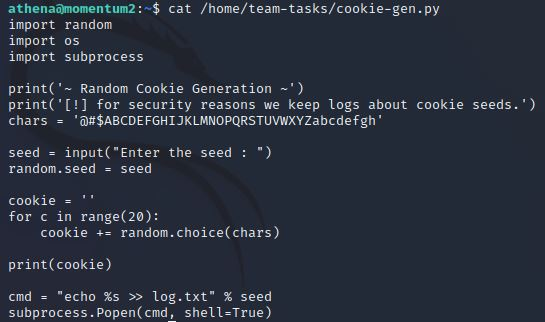 athena@momentum2:~$ cat /home/team-tasks/cookie-gen.py
import random
import os
import subprocess

print('~ Random Cookie Generation ~')
print('[!] for security reasons we keep logs about cookie seeds.')
chars = '@#$ABCDEFGHIJKLMNOPQRSTUVWXYZabcdefgh'

seed = input("Enter the seed : ")
random.seed = seed

cookie = ''
for c in range(20):
    cookie += random.choice(chars)

print(cookie)

cmd = "echo %s >> log.txt" % seed
subprocess.Popen(cmd, shell=True)